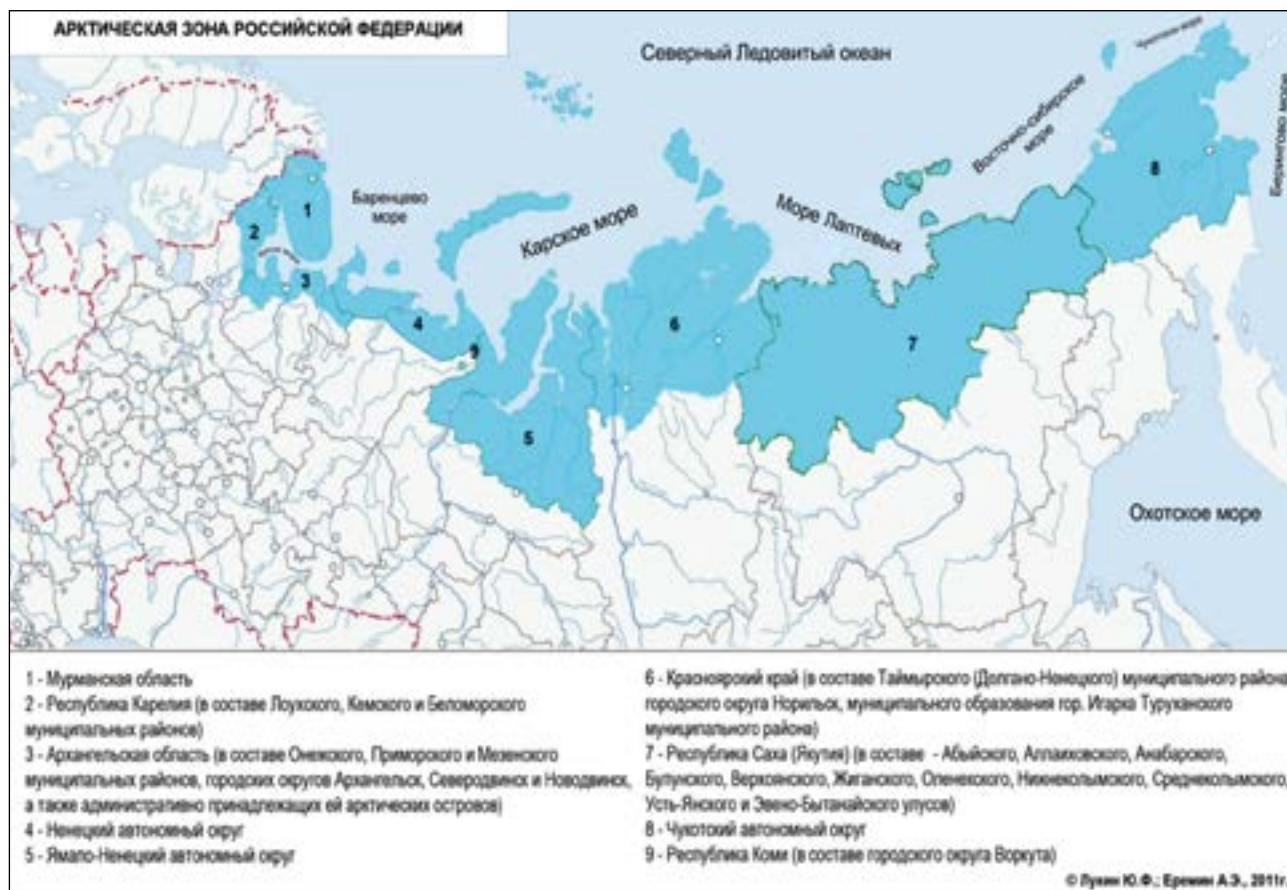 АРКТИЧЕСКАЯ ЗОНА РОССИЙСКОЙ ФЕДЕРАЦИИ
Северный Ледовитый океан
Чукотское море
Берингово море
Восточно-сибирское
море
Море Лаптевых
Карское море
Баренцево
море
Охотское море
1
2
3
4
9
5
6
7
8
1 - Мурманская область
2 - Республика Карелия (в составе Лоухского, Кемского и Беломорского
муниципальных районов)
3 - Архангельская область (в составе Онежского, Приморского и Мезенского
муниципальных районов, городских округов Архангельск, Северодвинск и Новодвинск,
а также административно принадлежащих ей арктических островов)
4 - Ненецкий автономный округ
5 - Ямало-Ненецкий автономный округ
6 - Красноярский край (в составе Таймырского (Долгано-Ненецкого) муниципального района
городского округа Норильск, муниципального образования гор. Игарка Туруханского
муниципального района)
7 - Республика Саха (Якутия) (в составе - Абыйского, Аллаиховского, Анабарского,
Булунского, Верхоянского, Жиганского, Оленекского, Нижнеколымского, Среднеколымского,
Усть-Янского и Эвено-Бытанайского улусов)
8 - Чукотский автономный округ
9 - Республика Коми (в составе городского округа Воркута)
© Лукин Ю.Ф.; Еремин А.Э., 2011г.